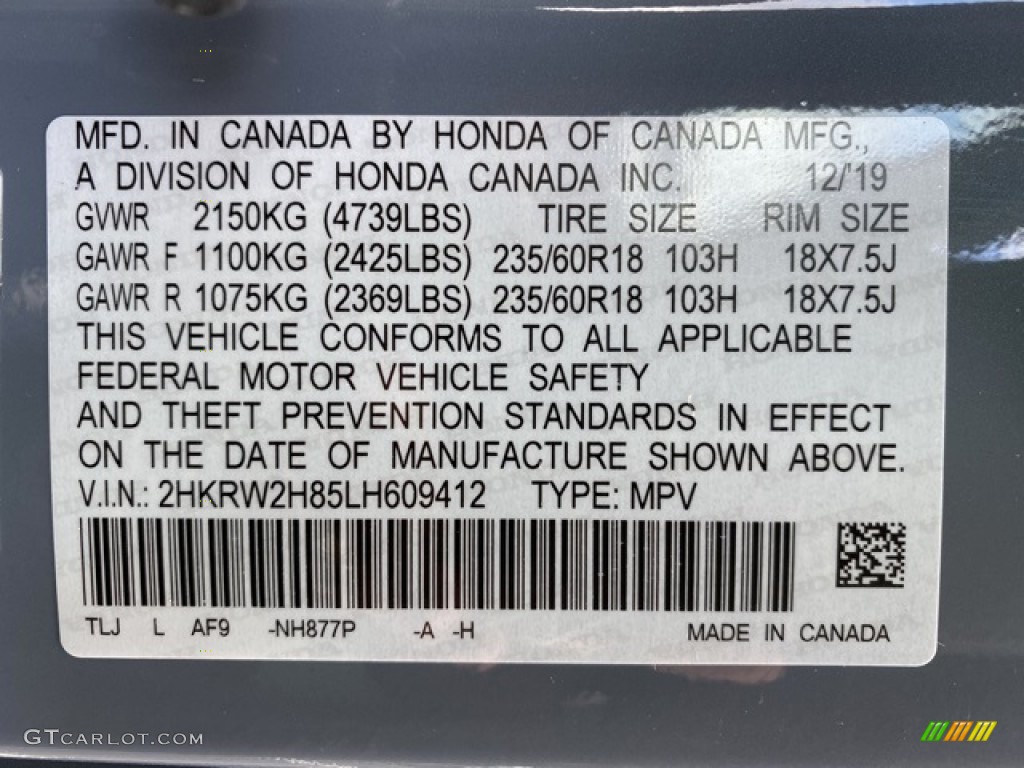 MFD. IN CANADA BY HONDA OF CANADA MFG.,
A DIVISION OF HONDA CANADA INC. 12/'19
GVWR 2150KG (4739LBS) TIRE SIZE RIM SIZE
GAWR F 1100KG (2425LBS) 235/60R18 103H 18X7.5J
GAWR R 1075KG (2369LBS) 235/60R18 103H 18X7.5J
THIS VEHICLE CONFORMS TO ALL APPLICABLE
FEDERAL MOTOR VEHICLE SAFETY
AND THEFT PREVENTION STANDARDS IN EFFECT
ON THE DATE OF MANUFACTURE SHOWN ABOVE.
V.I.N.: 2HKRW2H85LH609412 TYPE: MPV
TLJ L AF9 -NH877P -A -H MADE IN CANADA
GTCARLOT.COM